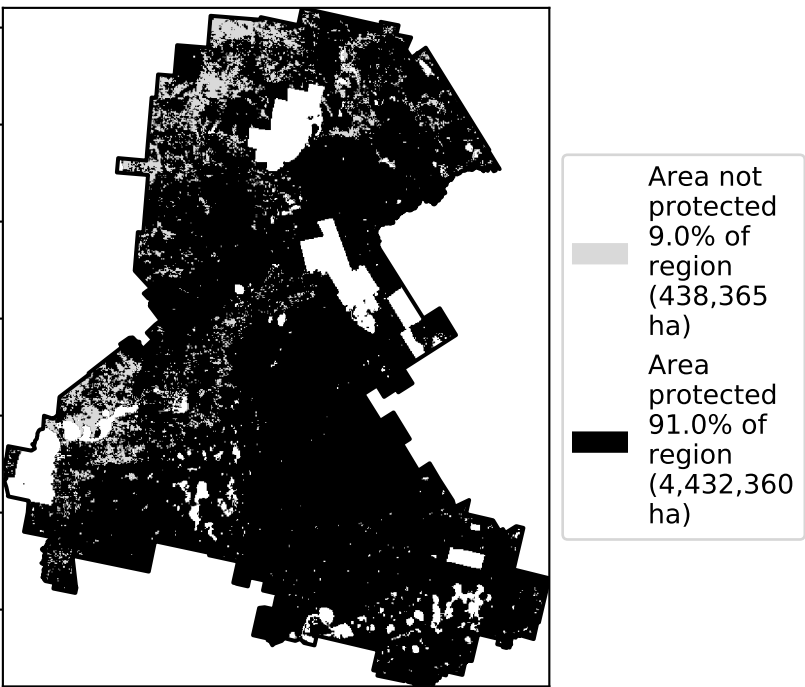 Area not
protected
9.0% of
region
(438,365
ha)
Area
protected
91.0% of
region
(4,432,360
ha)